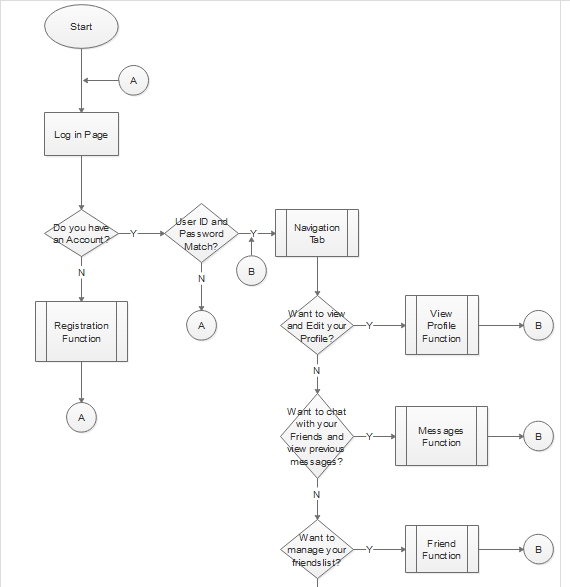 Start
A
Log in Page
Do you have
an Account?
Y
User ID and
Password
Match?
Y
Navigation
Tab
B
N
N
Registration
Function
A
A
Want to view
and Edit your
Profile?
Y
View
Profile
Function
B
N
Want to chat
with your
Friends and
view previous
messages?
Y
Messages
Function
B
N
Want to
manage your
friendslist?
Y
Friend
Function
B